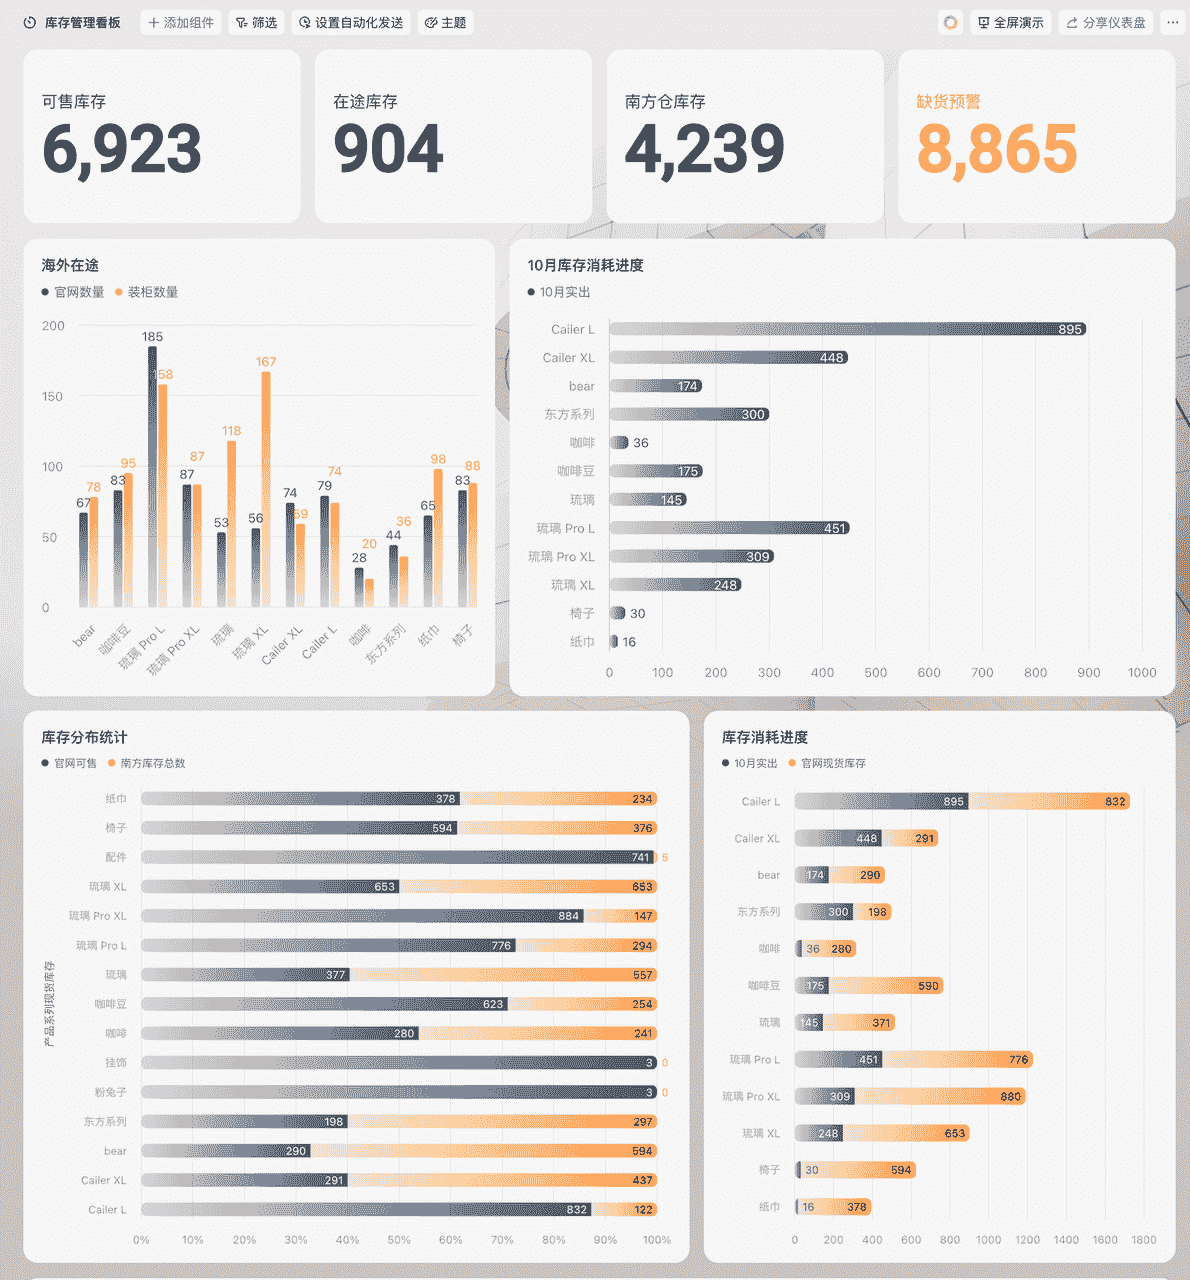 库存管理看板 添加组件 筛选 设置自动化发送 主题 全屏演示 分享仪表盘 ...
可售库存 在途库存 南方仓库存 缺货预警
6,923 904 4,239 8,865
海外在途
官网数量 装柜数量
200
150
100
50
0
67 78
83 95
185 158
87 87
53 118
56 167
74 59
79 74
28 20
44 36
65 98
83 88
bear 咖啡豆 琉璃 Pro L 琉璃 Pro XL 琉璃 琉璃 XL Cailer XL Cailer L 咖啡 东方系列 纸巾 椅子
10月库存消耗进度
10月实出
Cailer L 895
Cailer XL 448
bear 174
东方系列 300
咖啡 36
咖啡豆 175
琉璃 145
琉璃 Pro L 451
琉璃 Pro XL 309
琉璃 XL 248
椅子 30
纸巾 16
0 100 200 300 400 500 600 700 800 900 1000
库存分布统计
官网可售 南方库存总数
产品系列现货库存
纸巾 378 234
椅子 594 376
配件 741 5
琉璃 XL 653 653
琉璃 Pro XL 884 147
琉璃 Pro L 776 294
琉璃 377 557
咖啡豆 623 254
咖啡 280 241
挂饰 3 0
粉兔子 3 0
东方系列 198 297
bear 290 594
Cailer XL 291 437
Cailer L 832 122
0% 10% 20% 30% 40% 50% 60% 70% 80% 90% 100%
库存消耗进度
10月实出 官网现货库存
Cailer L 895 832
Cailer XL 448 291
bear 174 290
东方系列 300 198
咖啡 36 280
咖啡豆 175 590
琉璃 145 371
琉璃 Pro L 451 776
琉璃 Pro XL 309 880
琉璃 XL 248 653
椅子 30 594
纸巾 16 378
0 200 400 600 800 1000 1200 1400 1600 1800